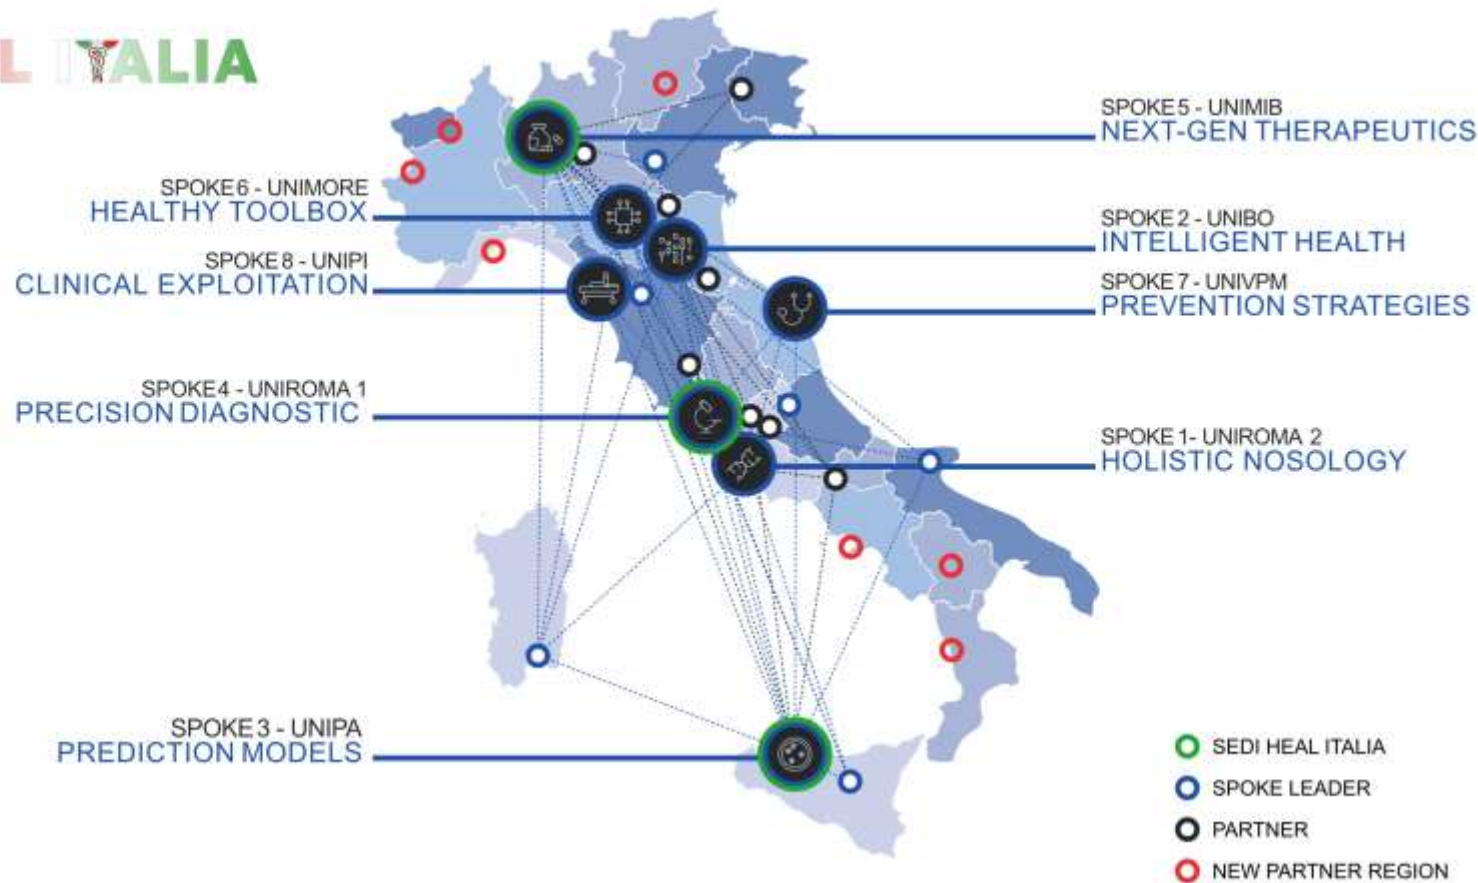 L ITALIA
SPOKE 5 - UNIMIB
NEXT-GEN THERAPEUTICS
SPOKE 6 - UNIMORE
HEALTHY TOOLBOX
SPOKE 2 - UNIBO
INTELLIGENT HEALTH
SPOKE 8 - UNIPI
CLINICAL EXPLOITATION
SPOKE 7 - UNIVPM
PREVENTION STRATEGIES
SPOKE 4 - UNIROMA 1
PRECISION DIAGNOSTIC
SPOKE 1- UNIROMA 2
HOLISTIC NOSOLOGY
SPOKE 3 - UNIPA
PREDICTION MODELS
SEDI HEAL ITALIA
SPOKE LEADER
PARTNER
NEW PARTNER REGION